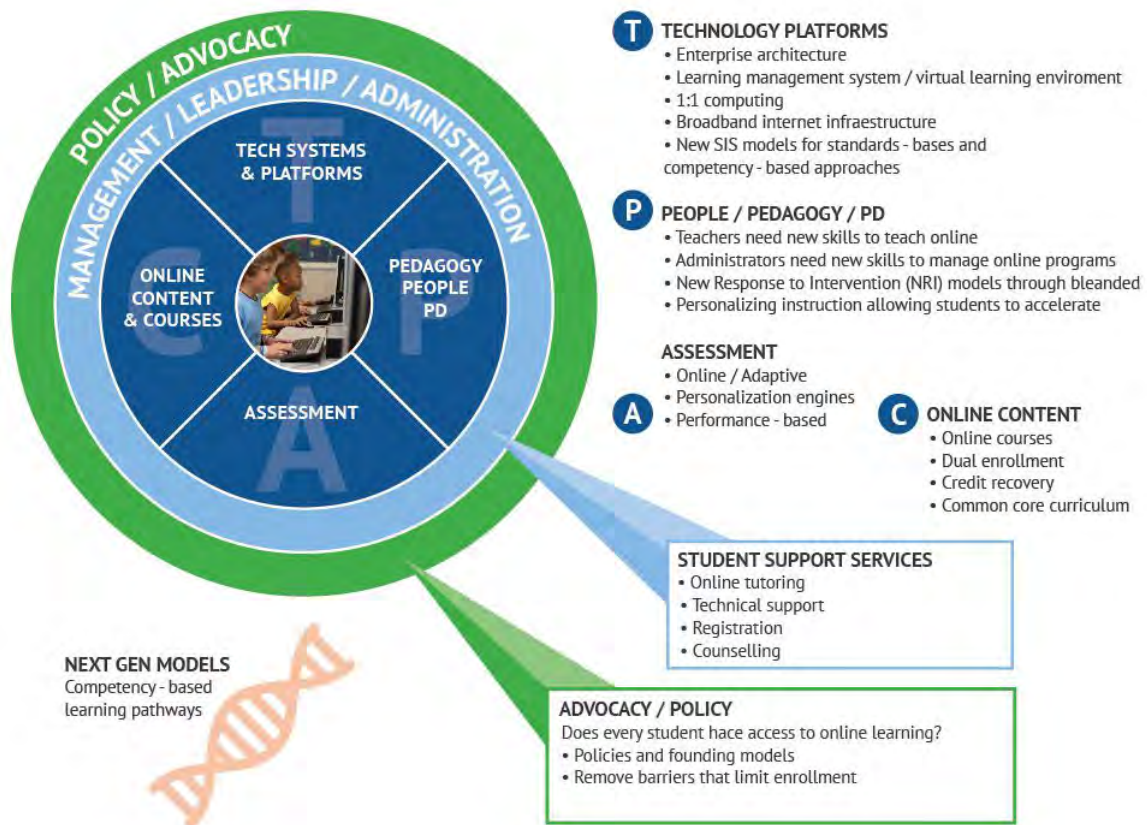 POLICY / ADVOCACY
MANAGEMENT / LEADERSHIP / ADMINISTRATION
T
TECH SYSTEMS
& PLATFORMS
C
ONLINE
CONTENT
& COURSES
P
PEDAGOGY
PEOPLE
PD
ASSESSMENT
A
T
TECHNOLOGY PLATFORMS
• Enterprise architecture
• Learning management system / virtual learning enviroment
• 1:1 computing
• Broadband internet infraestructure
• New SIS models for standards - bases and
competency - based approaches
P
PEOPLE / PEDAGOGY / PD
• Teachers need new skills to teach online
• Administrators need new skills to manage online programs
• New Response to Intervention (NRI) models through bleanded
• Personalizing instruction allowing students to accelerate
A
ASSESSMENT
• Online / Adaptive
• Personalization engines
• Performance - based
C
ONLINE CONTENT
• Online courses
• Dual enrollment
• Credit recovery
• Common core curriculum
STUDENT SUPPORT SERVICES
• Online tutoring
• Technical support
• Registration
• Counselling
NEXT GEN MODELS
Competency - based
learning pathways
ADVOCACY / POLICY
Does every student hace access to online learning?
• Policies and founding models
• Remove barriers that limit enrollment